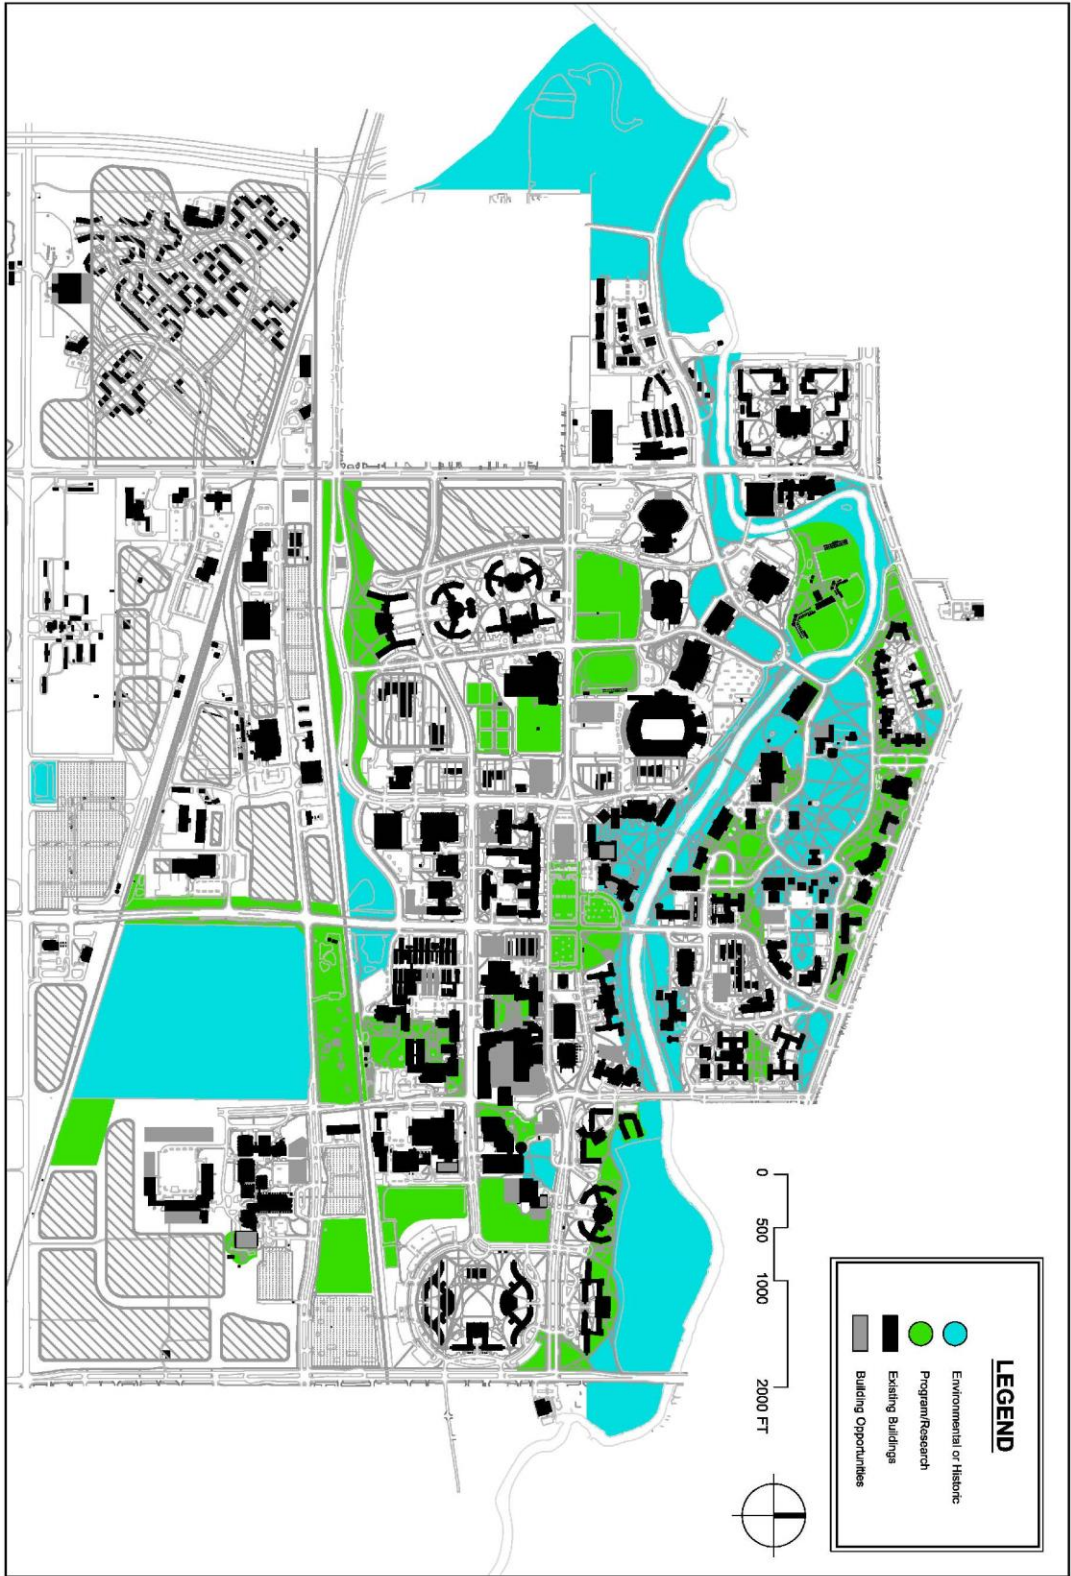 LEGEND
Environmental or Historic
Program/Research
Existing Buildings
Building Opportunities
0 500 1000 2000 FT